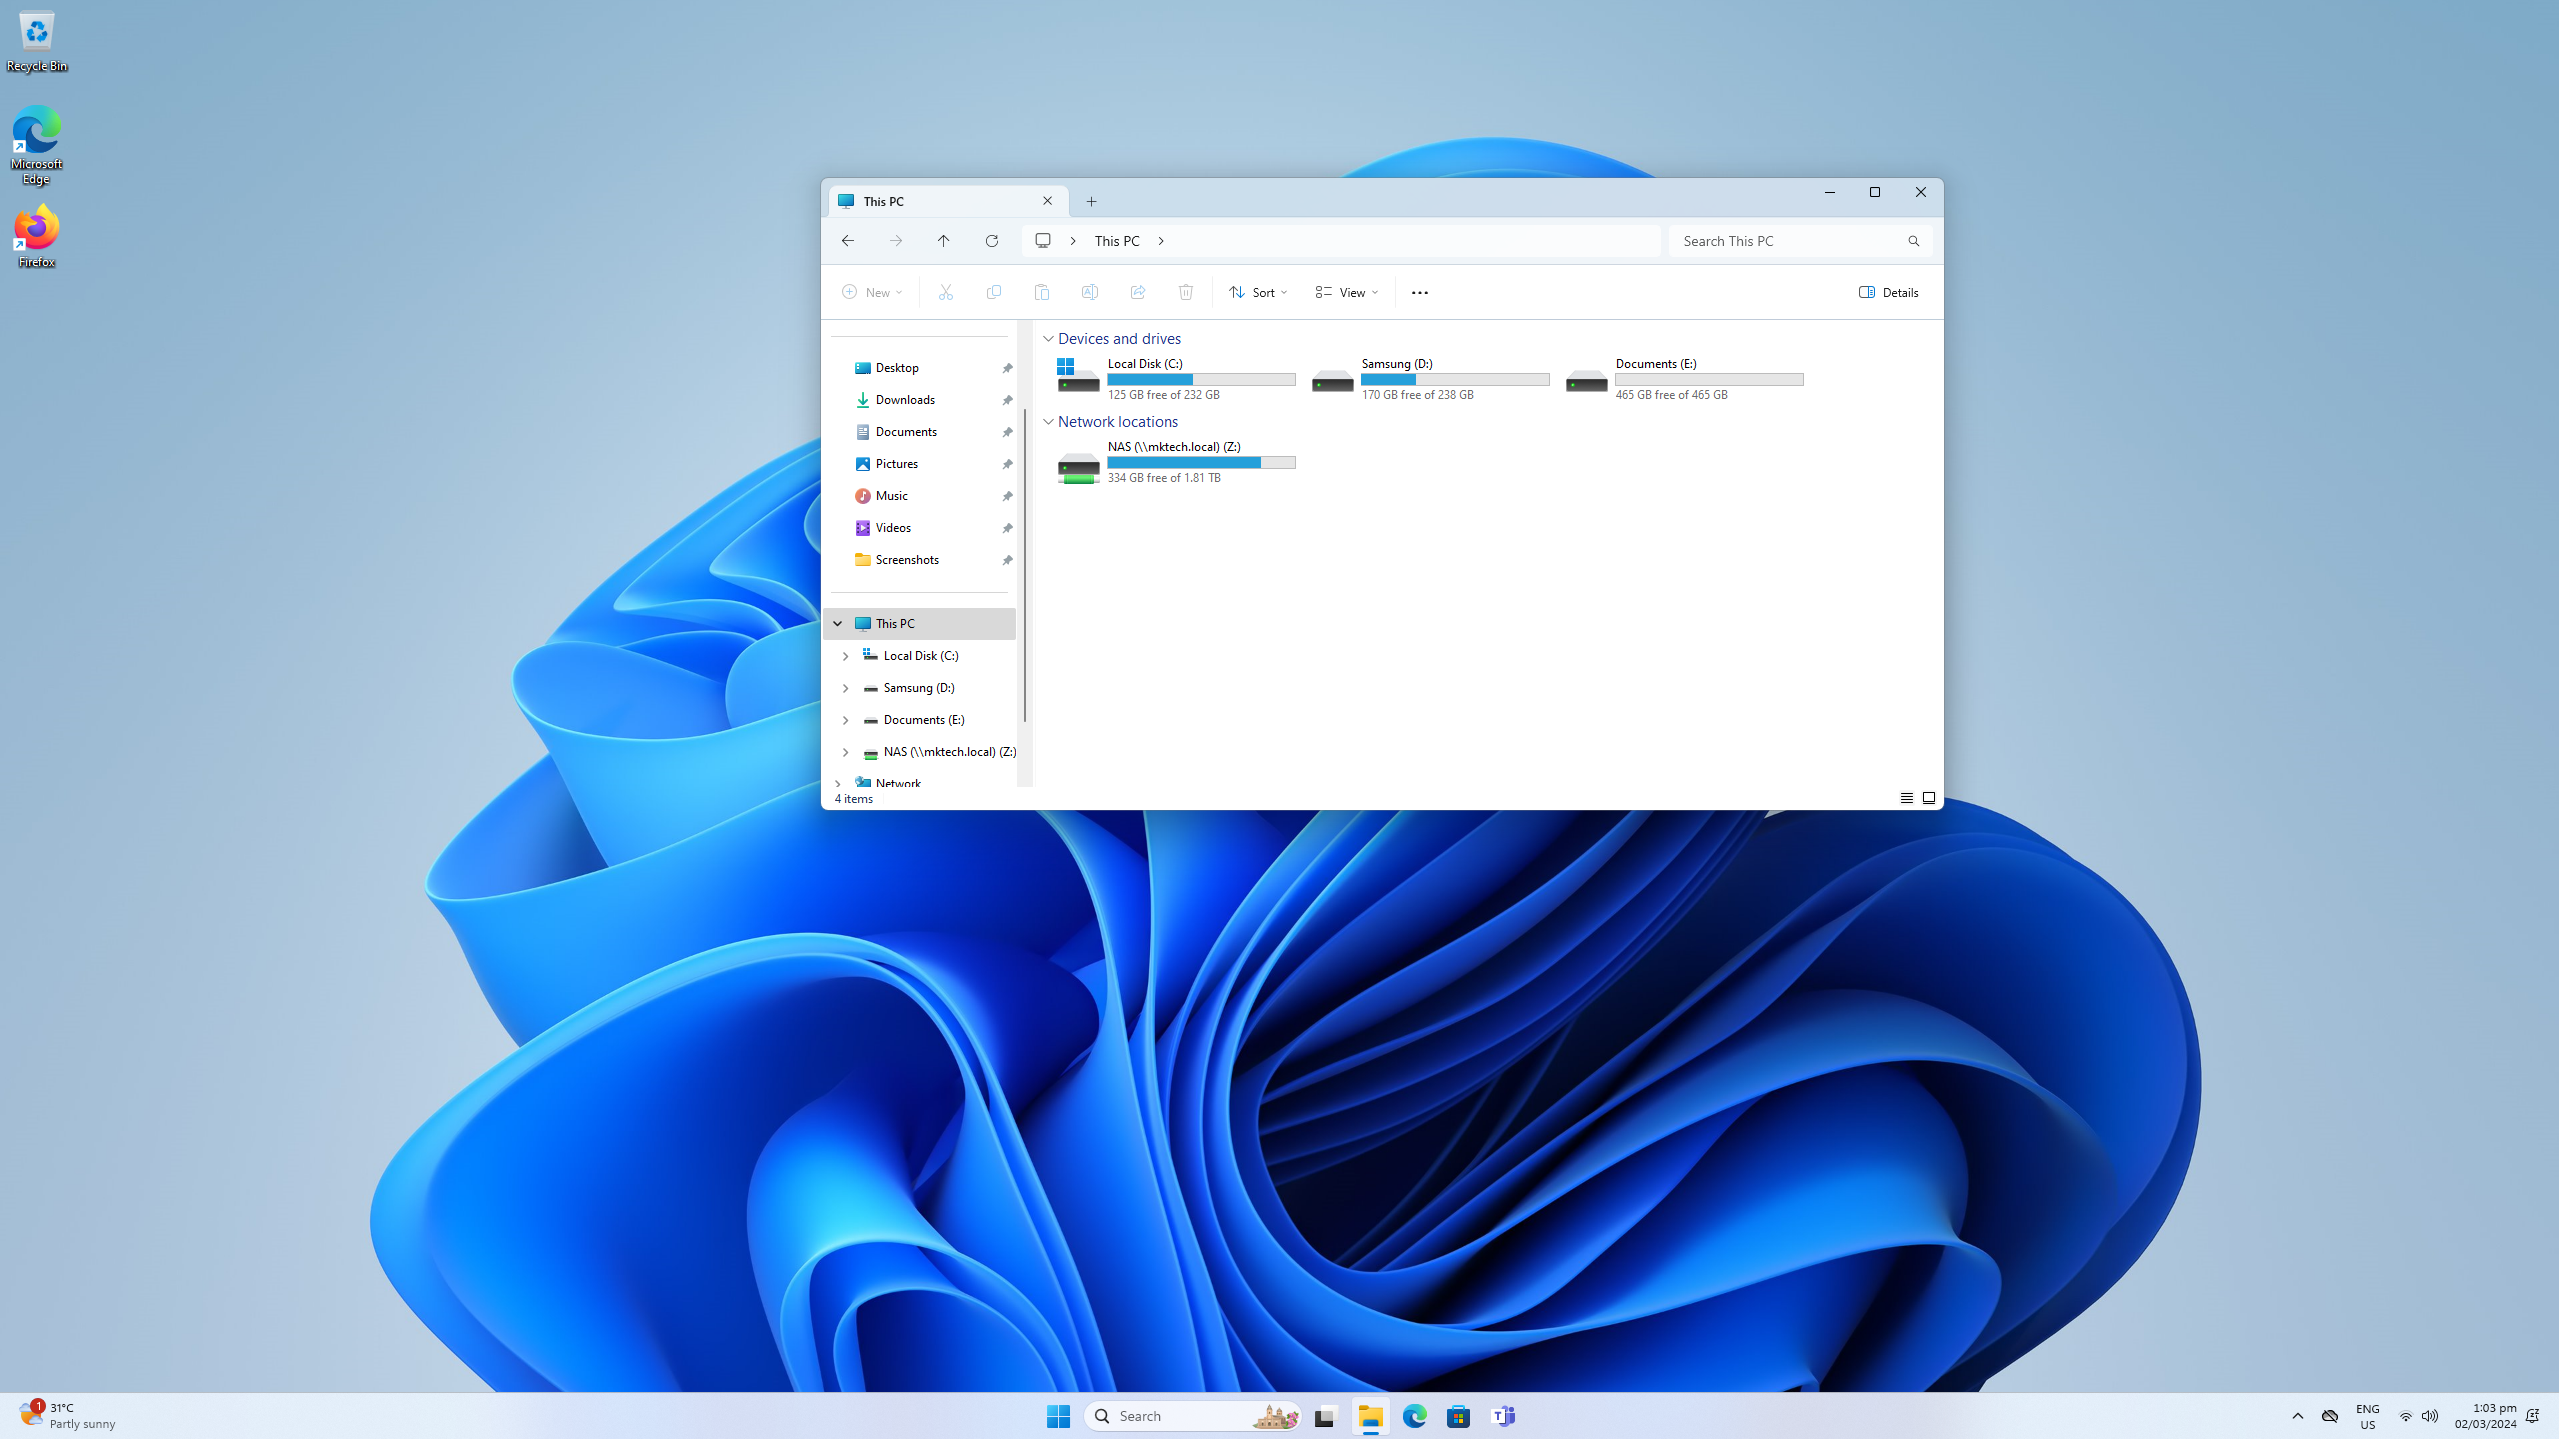 Recycle Bin
Microsoft
Edge
Firefox
This PC
This PC
Search This PC
New
Sort
View
Details
Desktop
Downloads
Documents
Pictures
Music
Videos
Screenshots
This PC
Local Disk (C:)
Samsung (D:)
Documents (E:)
NAS (\\mktech.local) (Z:)
Network
4 items
Devices and drives
Local Disk (C:)
125 GB free of 232 GB
Samsung (D:)
170 GB free of 238 GB
Documents (E:)
465 GB free of 465 GB
Network locations
NAS (\\mktech.local) (Z:)
334 GB free of 1.81 TB
1
31°C
Partly sunny
Search
T
ENG
US
1:03 pm
02/03/2024